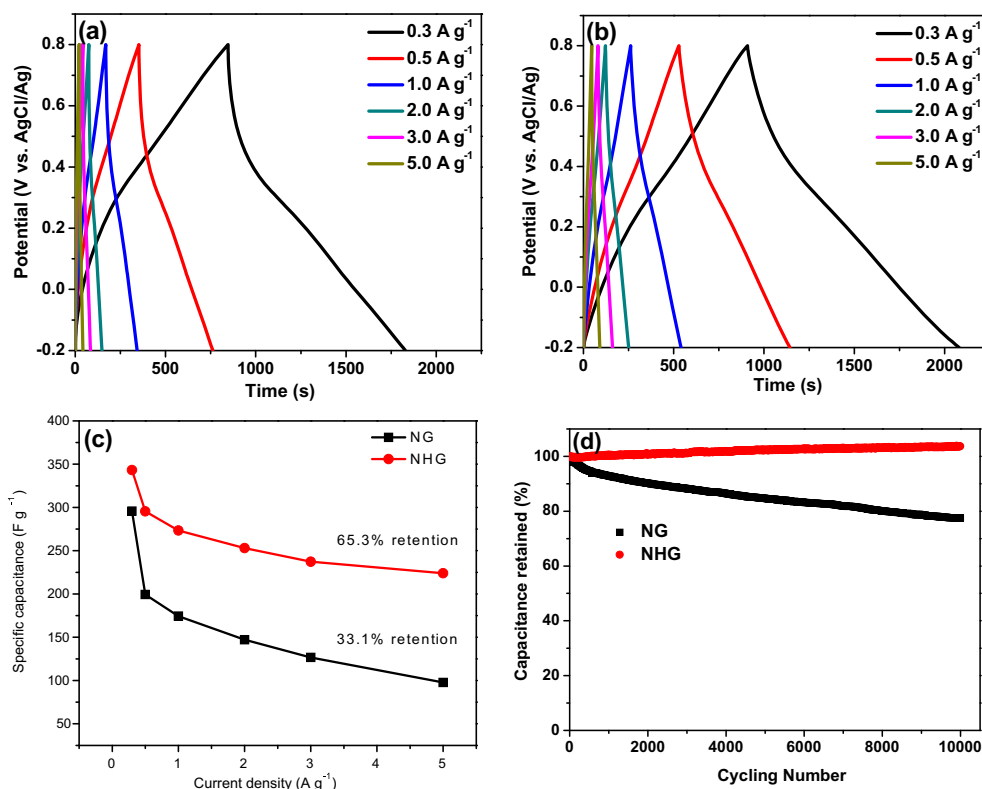 (a)
0.3 A g⁻¹
0.5 A g⁻¹
1.0 A g⁻¹
2.0 A g⁻¹
3.0 A g⁻¹
5.0 A g⁻¹
0.8
0.6
0.4
0.2
0.0
-0.2
Potential (V vs. AgCl/Ag)
0 500 1000 1500 2000
Time (s)
(b)
0.3 A g⁻¹
0.5 A g⁻¹
1.0 A g⁻¹
2.0 A g⁻¹
3.0 A g⁻¹
5.0 A g⁻¹
0.8
0.6
0.4
0.2
0.0
-0.2
Potential (V vs. AgCl/Ag)
0 500 1000 1500 2000
Time (s)
(c)
NG
NHG
400
350
300
250
200
150
100
50
Specific capacitance (F g⁻¹)
65.3% retention
33.1% retention
0 1 2 3 4 5
Current density (A g⁻¹)
(d)
100
80
60
40
20
0
Capacitance retained (%)
NG
NHG
0 2000 4000 6000 8000 10000
Cycling Number